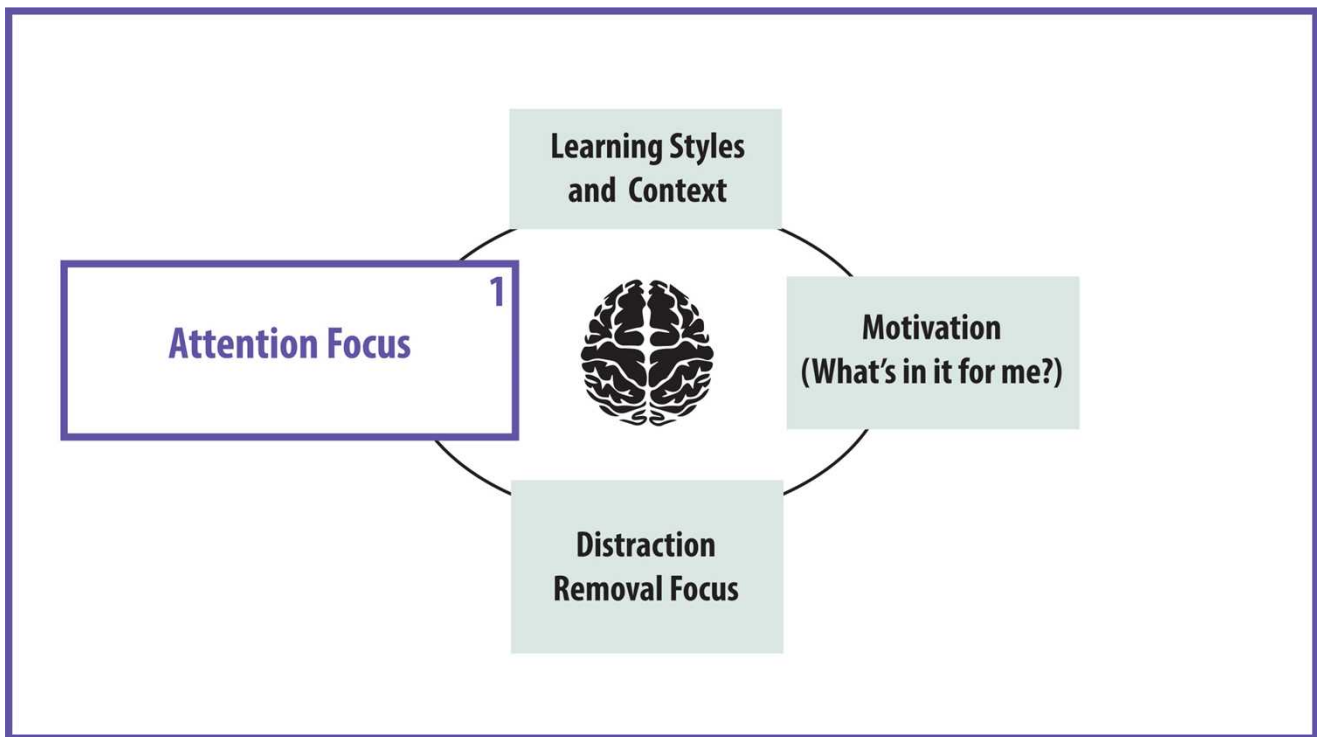 Learning Styles
and Context
1
Attention Focus
Motivation
(What's in it for me?)
Distraction
Removal Focus